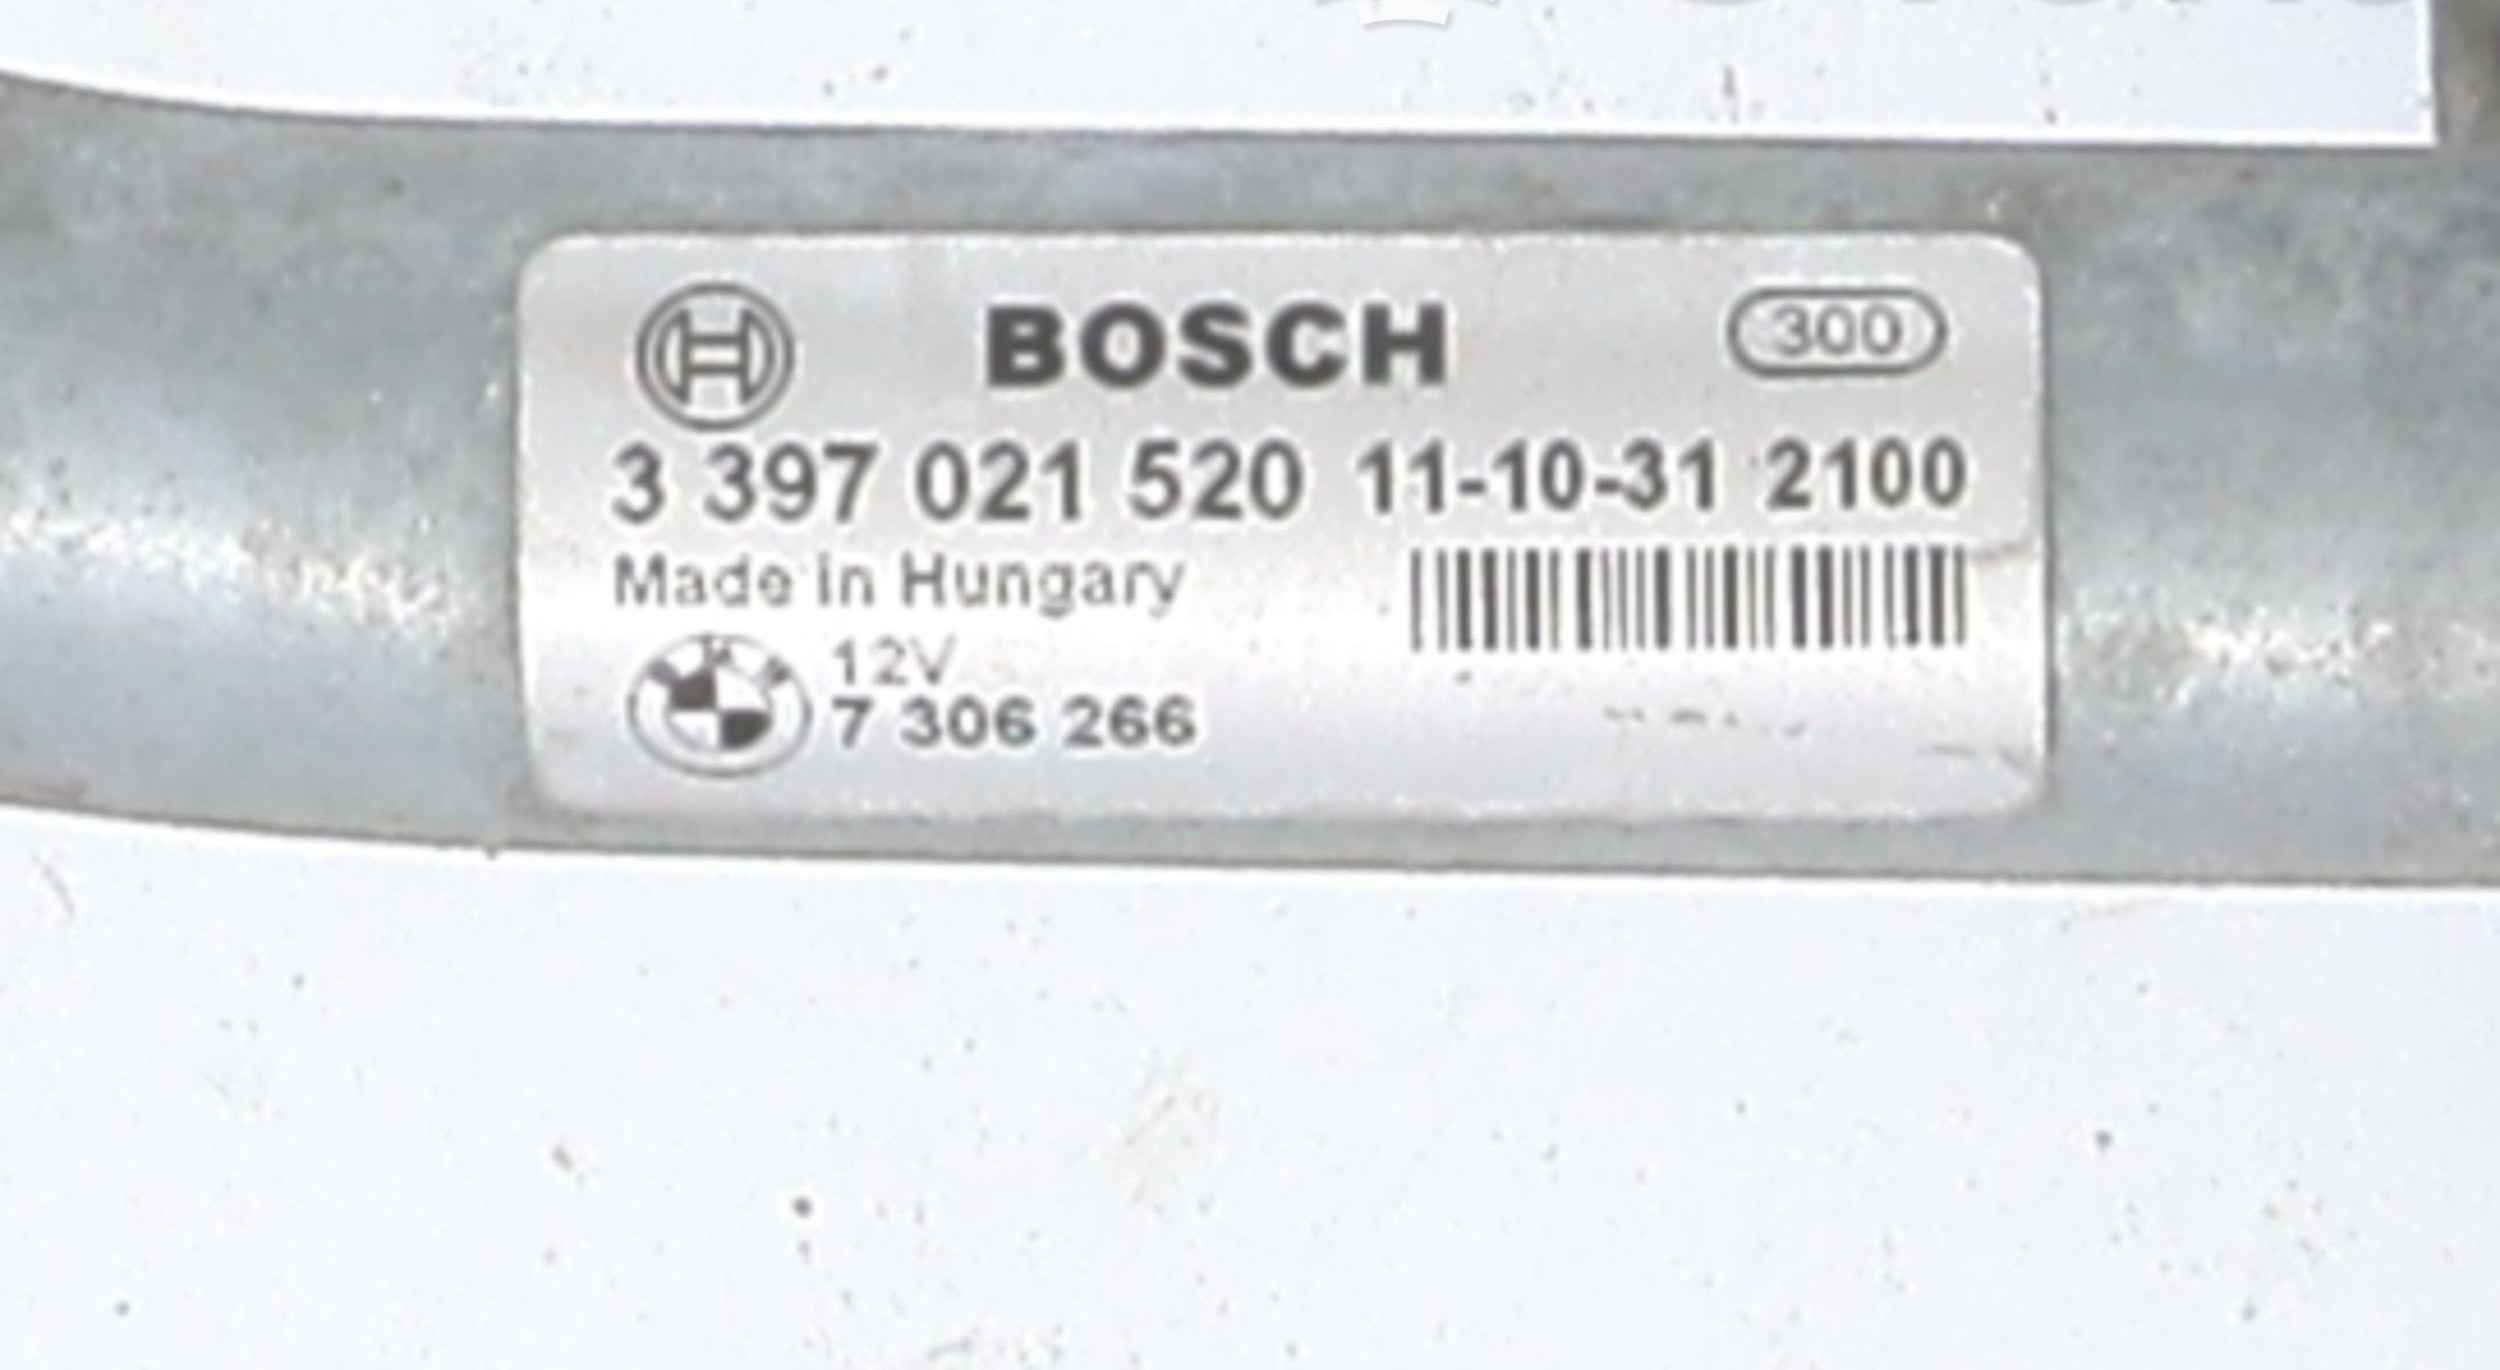 BOSCH 300
3 397 021 520 11-10-31 2100
Made in Hungary
12V
7 306 266